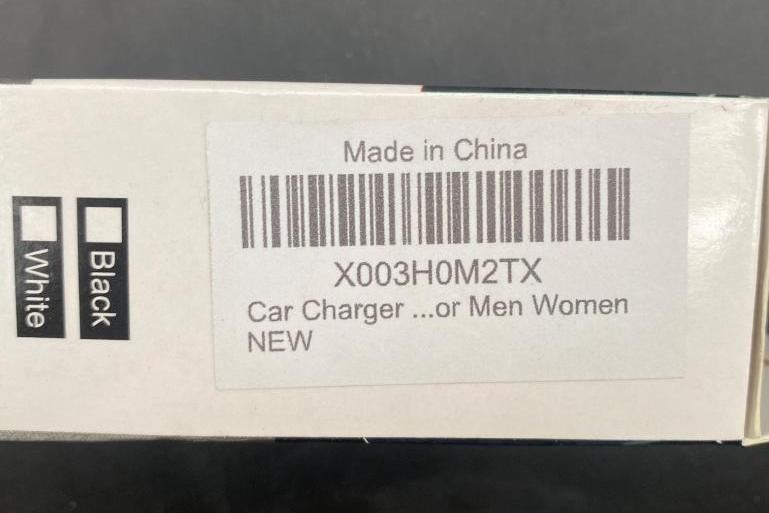 Made in China
X003H0M2TX
Car Charger ...or Men Women
NEW
Black
White